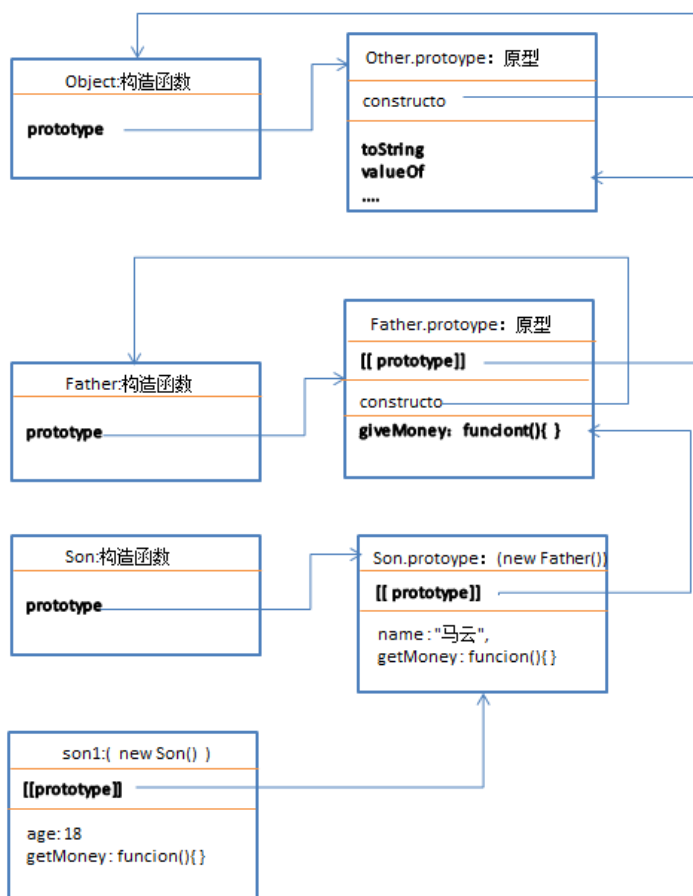 Object:构造函数
prototype
Other.protoype：原型
constructo
toString
valueOf
....
Father:构造函数
prototype
Father.protoype：原型
[[ prototype]]
constructo
giveMoney：funciont(){ }
Son:构造函数
prototype
Son.protoype：(new Father())
[[ prototype]]
name :"马云",
getMoney: funcion(){ }
son1:( new Son() )
[[prototype]]
age: 18
getMoney: funcion(){ }